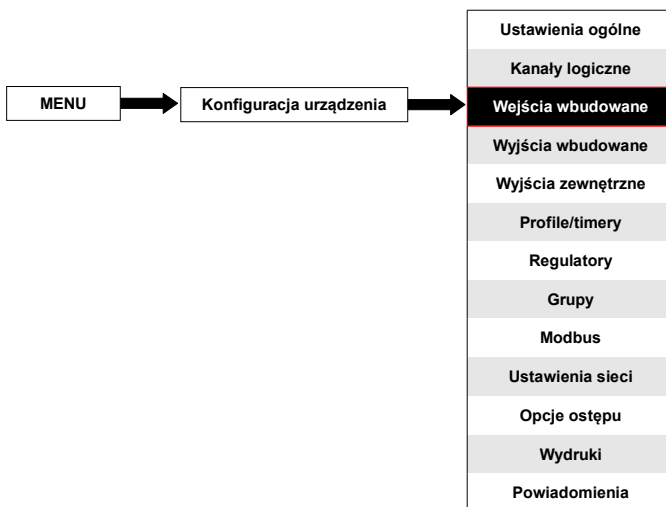 Ustawienia ogólne
Kanały logiczne
MENU
Konfiguracja urządzenia
Wejścia wbudowane
Wyjścia wbudowane
Wyjścia zewnętrzne
Profile/timery
Regulatory
Grupy
Modbus
Ustawienia sieci
Opcje ostępu
Wydruki
Powiadomienia